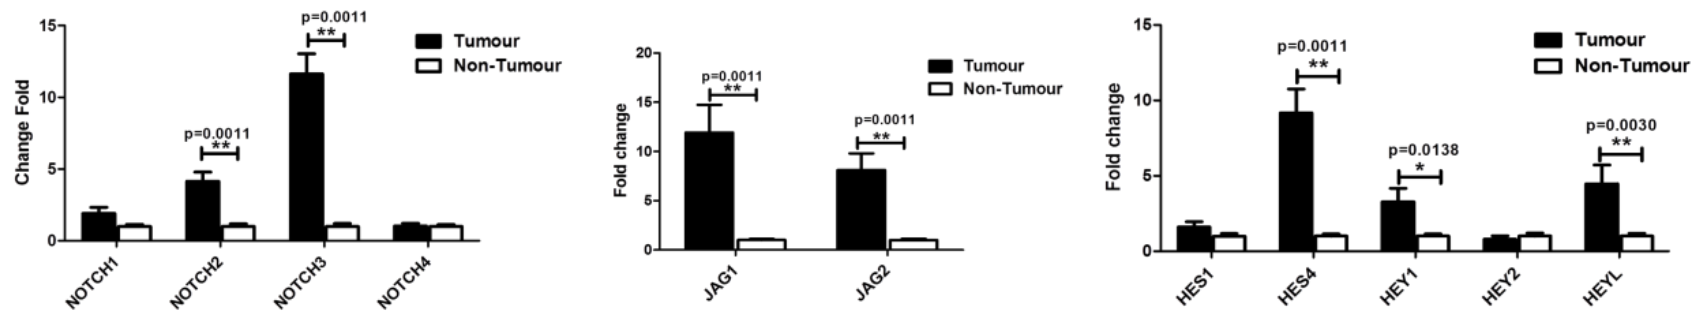 Change Fold
15
10
5
0
p=0.0011
**
p=0.0011
**
Tumour
Non-Tumour
NOTCH1
NOTCH2
NOTCH3
NOTCH4
Fold change
20
15
10
5
0
p=0.0011
**
p=0.0011
**
Tumour
Non-Tumour
JAG1
JAG2
Fold change
15
10
5
0
p=0.0011
**
p=0.0138
*
p=0.0030
**
Tumour
Non-Tumour
HES1
HES4
HEY1
HEY2
HEYL